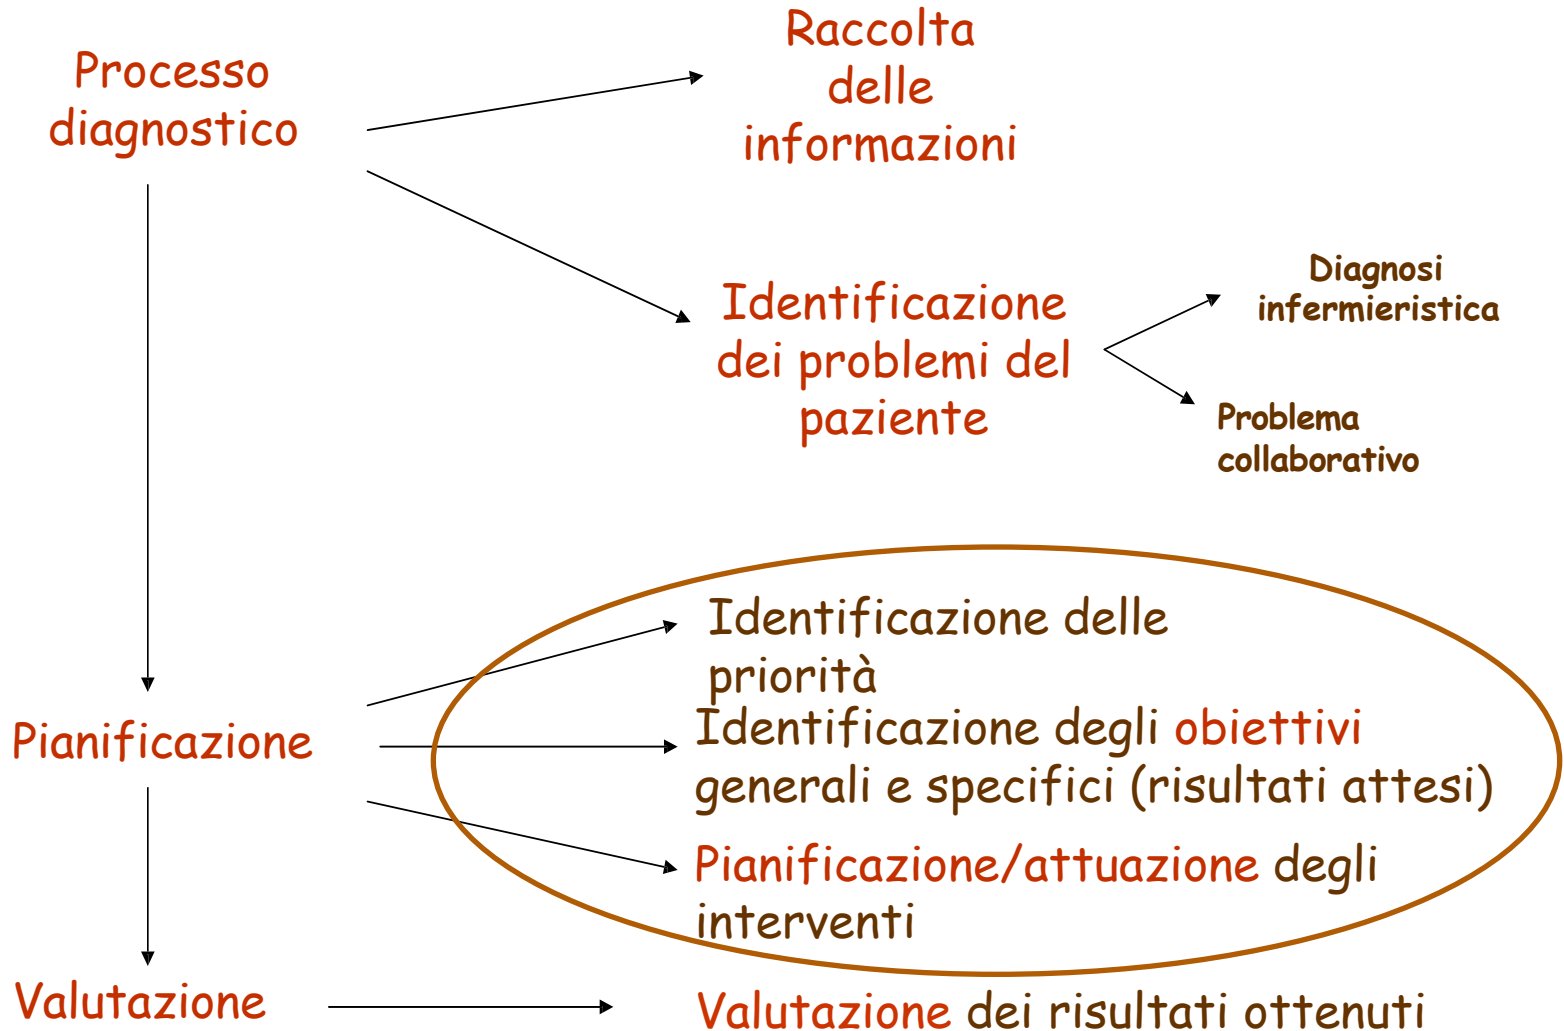 Processo
diagnostico
Raccolta
delle
informazioni
Identificazione
dei problemi del
paziente
Diagnosi
infermieristica
Problema
collaborativo
Pianificazione
Identificazione delle
priorità
Identificazione degli obiettivi
generali e specifici (risultati attesi)
Pianificazione/attuazione degli
interventi
Valutazione
Valutazione dei risultati ottenuti